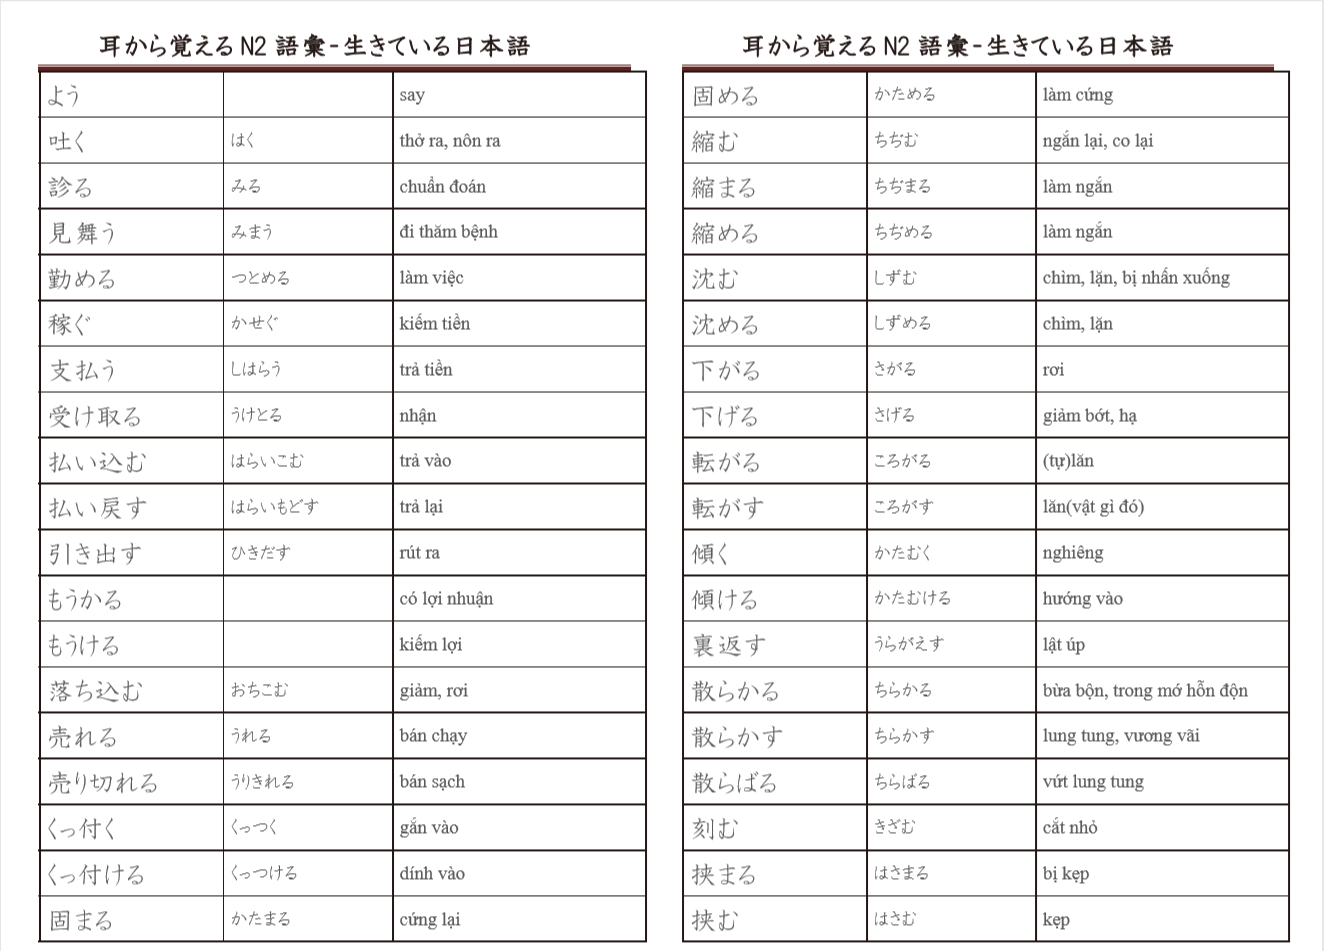 耳から覚える N2 語彙 - 生きている日本語
よう say
吐く はく thở ra, nôn ra
診る みる chuẩn đoán
見舞う みまう đi thăm bệnh
勤める つとめる làm việc
稼ぐ かせぐ kiếm tiền
支払う しはらう trả tiền
受け取る うけとる nhận
払い込む はらいこむ trả vào
払い戻す はらいもどす trả lại
引き出す ひきだす rút ra
もうかる có lợi nhuận
もうける kiếm lợi
落ち込む おちこむ giảm, rơi
売れる うれる bán chạy
売り切れる うりきれる bán sạch
くっ付く くっつく gắn vào
くっ付ける くっつける dính vào
固まる かたまる cứng lại
耳から覚える N2 語彙 - 生きている日本語
固める かためる làm cứng
縮む ちぢむ ngắn lại, co lại
縮まる ちぢまる làm ngắn
縮める ちぢめる làm ngắn
沈む しずむ chìm, lặn, bị nhấn xuống
沈める しずめる chìm, lặn
下がる さがる rơi
下げる さげる giảm bớt, hạ
転がる ころがる (tự)lăn
転がす ころがす lăn(vật gì đó)
傾く かたむく nghiêng
傾ける かたむける hướng vào
裏返す うらがえす lật úp
散らかる ちらかる bừa bộn, trong mớ hỗn độn
散らかす ちらかす lung tung, vương vãi
散らばる ちらばる vứt lung tung
刻む きざむ cắt nhỏ
挟まる はさまる bị kẹp
挟む はさむ kẹp